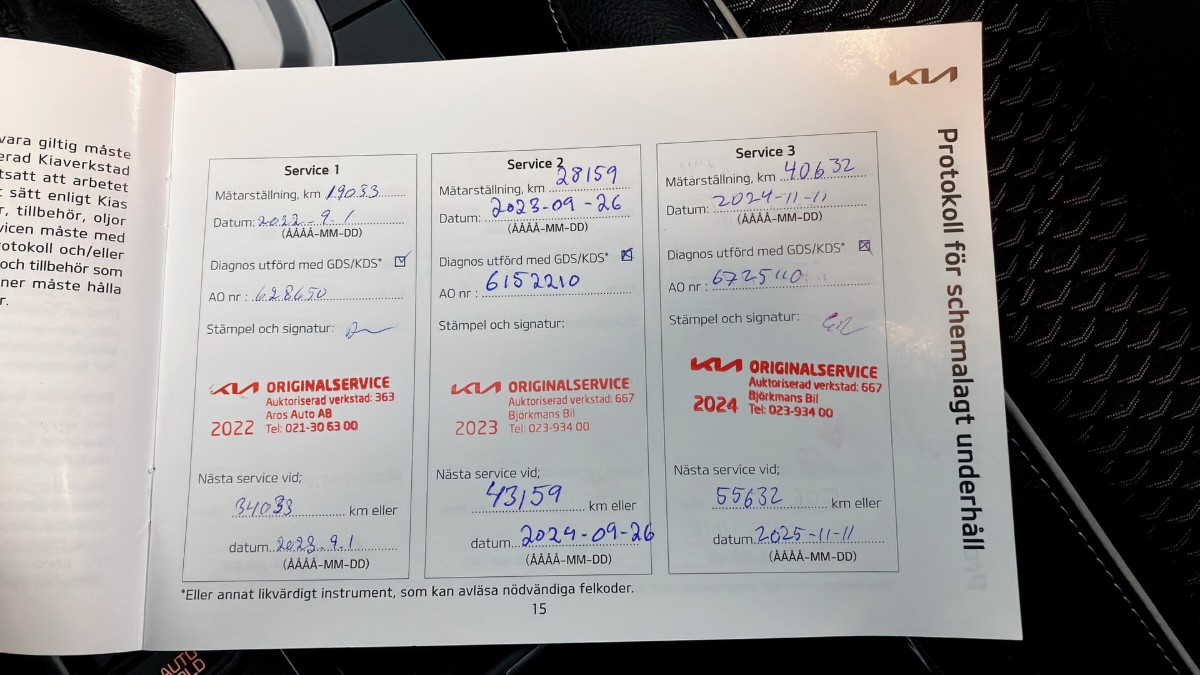 vara giltig måste
erad Kiaverkstad
tsatt att arbetet
t sätt enligt Kias
r, tillbehör, oljor
vicen måste med
rotokoll och/eller
och tillbehör som
ner måste hålla
r.
KIA
Protokoll för schemalagt underhåll
Service 1
Mätarställning, km 19033
Datum: 2022-9.1
(ÅÅÅÅ-MM-DD)
Diagnos utförd med GDS/KDS*
AO nr : 628650
Stämpel och signatur:
KIA ORIGINALSERVICE
Auktoriserad verkstad: 363
Aros Auto AB
2022 Tel: 021-30 63 00
Nästa service vid;
34033 km eller
datum 2023.9.1
(ÅÅÅÅ-MM-DD)
Service 2
Mätarställning, km 28159
Datum: 2023-09-26
(ÅÅÅÅ-MM-DD)
Diagnos utförd med GDS/KDS*
AO nr : 6152210
Stämpel och signatur:
KIA ORIGINALSERVICE
Auktoriserad verkstad: 667
Björkmans Bil
2023 Tel: 023-934 00
Nästa service vid;
43159 km eller
datum 2024-09-26
(ÅÅÅÅ-MM-DD)
Service 3
Mätarställning, km 40632
Datum: 2024-11-11
(ÅÅÅÅ-MM-DD)
Diagnos utförd med GDS/KDS*
AO nr :
Stämpel och signatur:
KIA ORIGINALSERVICE
Auktoriserad verkstad: 667
Björkmans Bil
2024 Tel: 023-934 00
Nästa service vid;
55632 km eller
datum 2025-11-11
(ÅÅÅÅ-MM-DD)
*Eller annat likvärdigt instrument, som kan avläsa nödvändiga felkoder.
15
AUTO
OLD